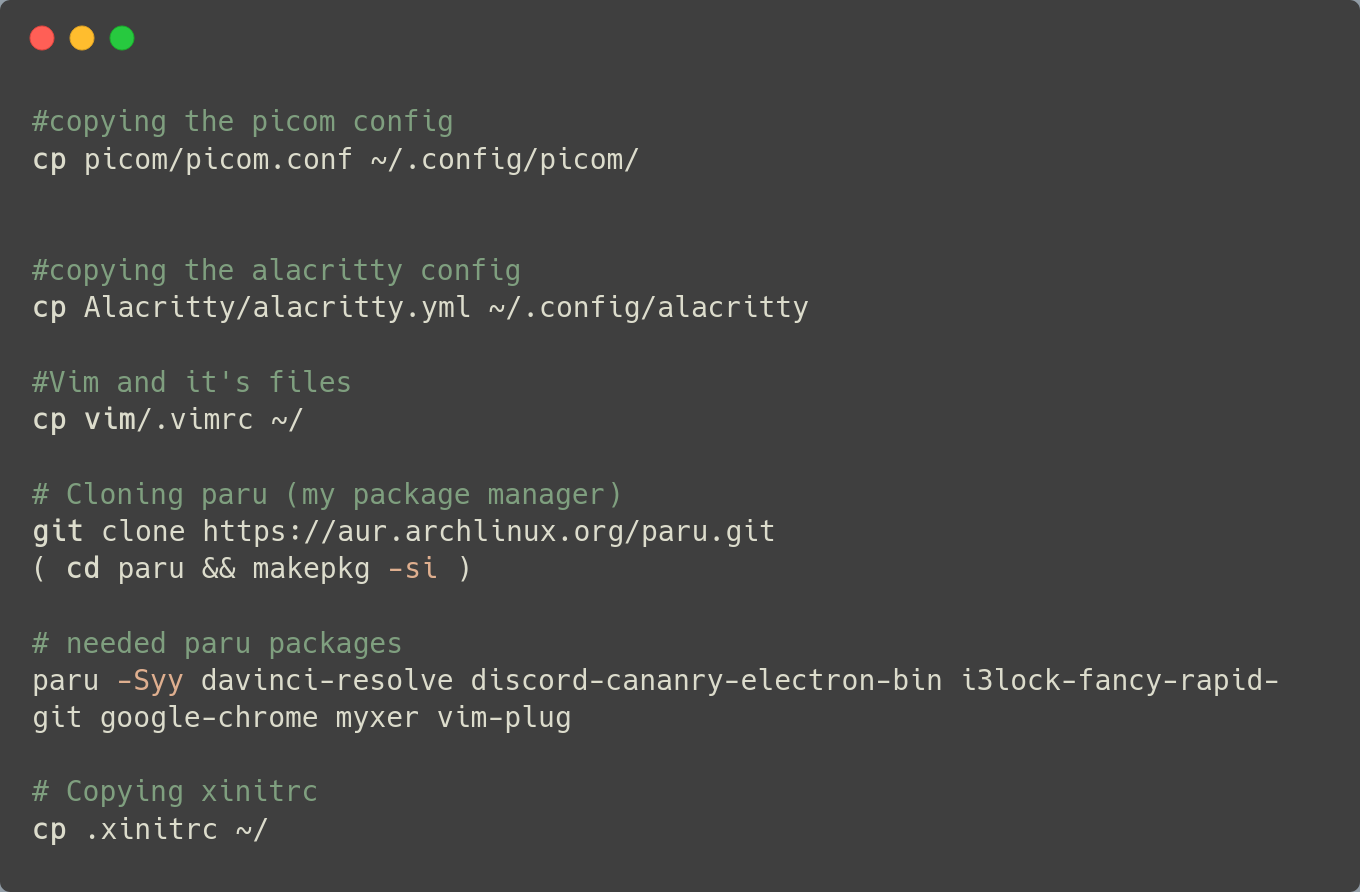 #copying the picom config
cp picom/picom.conf ~/.config/picom/
#copying the alacritty config
cp Alacritty/alacritty.yml ~/.config/alacritty
#Vim and it's files
cp vim/.vimrc ~/
# Cloning paru (my package manager)
git clone https://aur.archlinux.org/paru.git
( cd paru && makepkg -si )
# needed paru packages
paru -Syy davinci-resolve discord-cananry-electron-bin i3lock-fancy-rapid-
git google-chrome myxer vim-plug
# Copying xinitrc
cp .xinitrc ~/